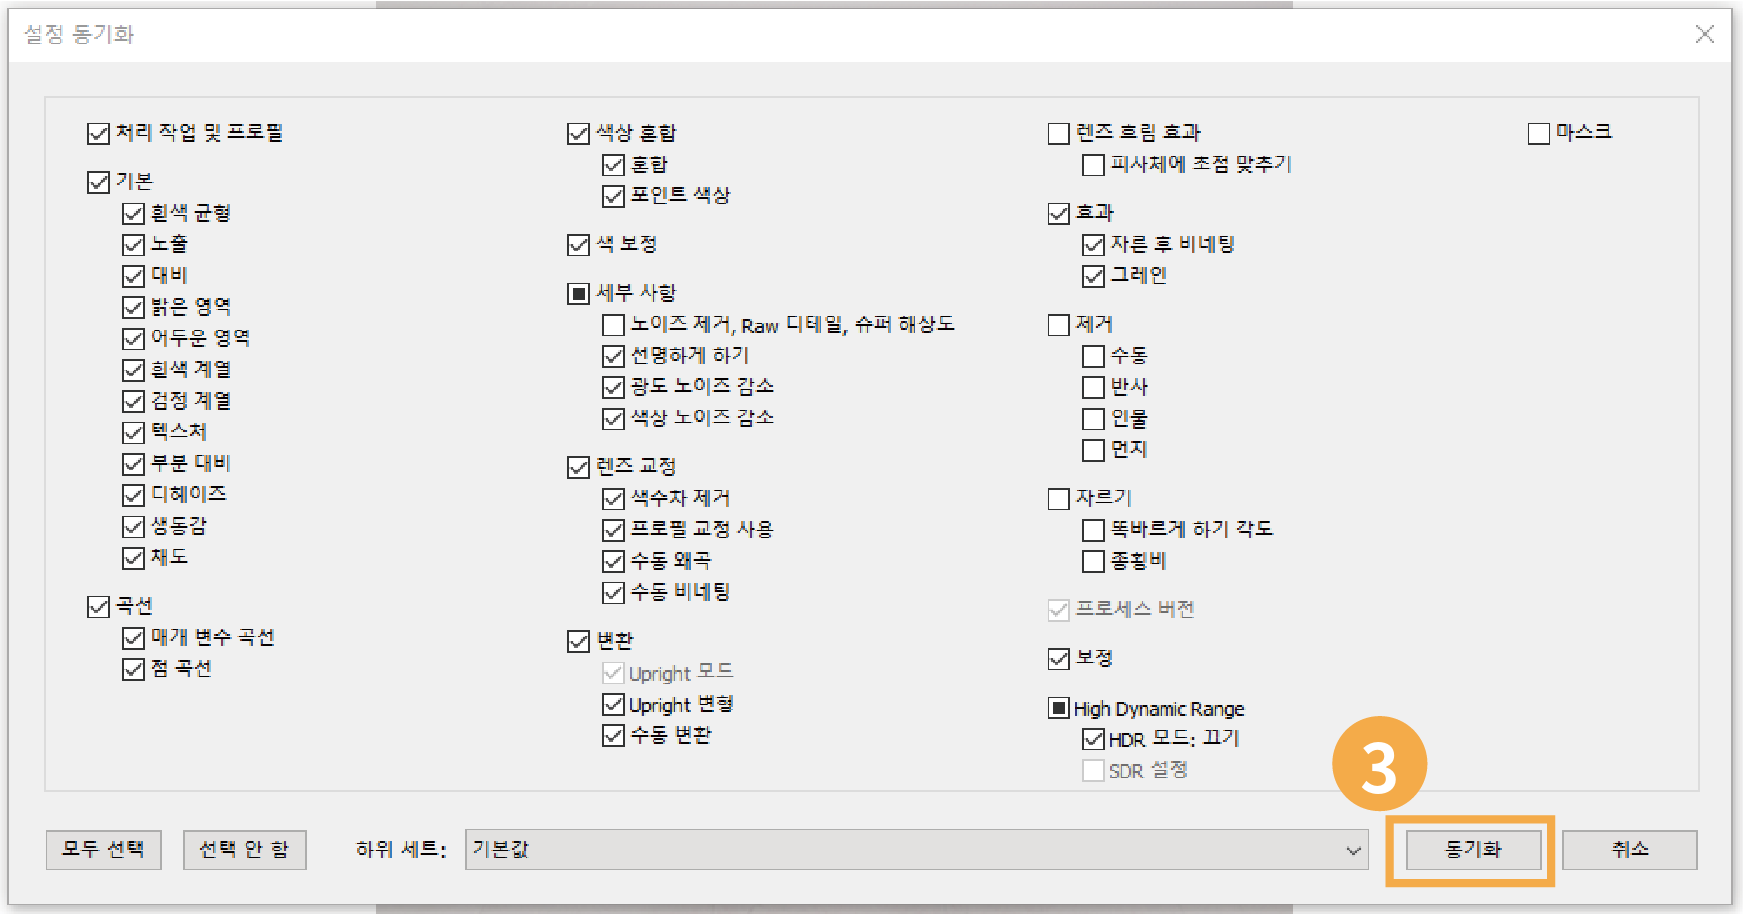 설정 동기화
처리 작업 및 프로필
기본
흰색 균형
노출
대비
밝은 영역
어두운 영역
흰색 계열
검정 계열
텍스처
부분 대비
디헤이즈
생동감
채도
곡선
매개 변수 곡선
점 곡선
색상 혼합
혼합
포인트 색상
색 보정
세부 사항
노이즈 제거, Raw 디테일, 슈퍼 해상도
선명하게 하기
광도 노이즈 감소
색상 노이즈 감소
렌즈 교정
색수차 제거
프로필 교정 사용
수동 왜곡
수동 비네팅
변환
Upright 모드
Upright 변형
수동 변환
렌즈 흐림 효과
피사체에 초점 맞추기
효과
자른 후 비네팅
그레인
제거
수동
반사
인물
먼지
자르기
똑바르게 하기 각도
종횡비
프로세스 버전
보정
High Dynamic Range
HDR 모드: 끄기
SDR 설정
마스크
3
모두 선택
선택 안 함
하위 세트:
기본값
동기화
취소